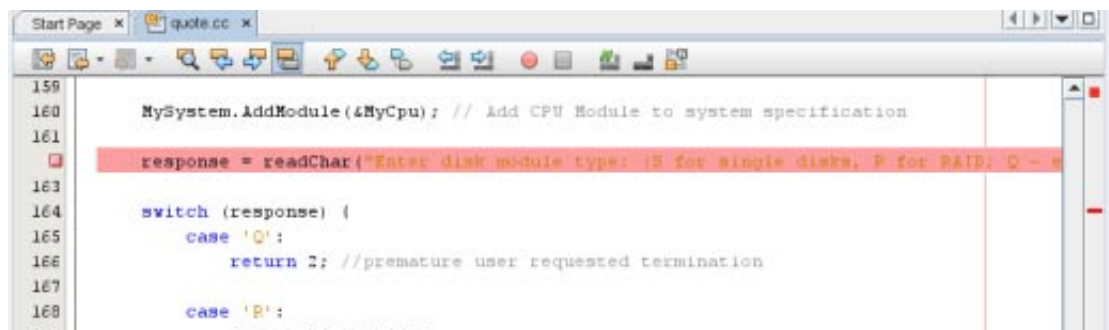 Start Page quote.cc
159
160 MySystem.AddModule(&MyCpu); // Add CPU Module to system specification
161
response = readChar("Enter disk module type: (S for single disks, R for RAID; Q -
163
164 switch (response) {
165 case 'Q':
166 return 2; //premature user requested termination
167
168 case 'R':